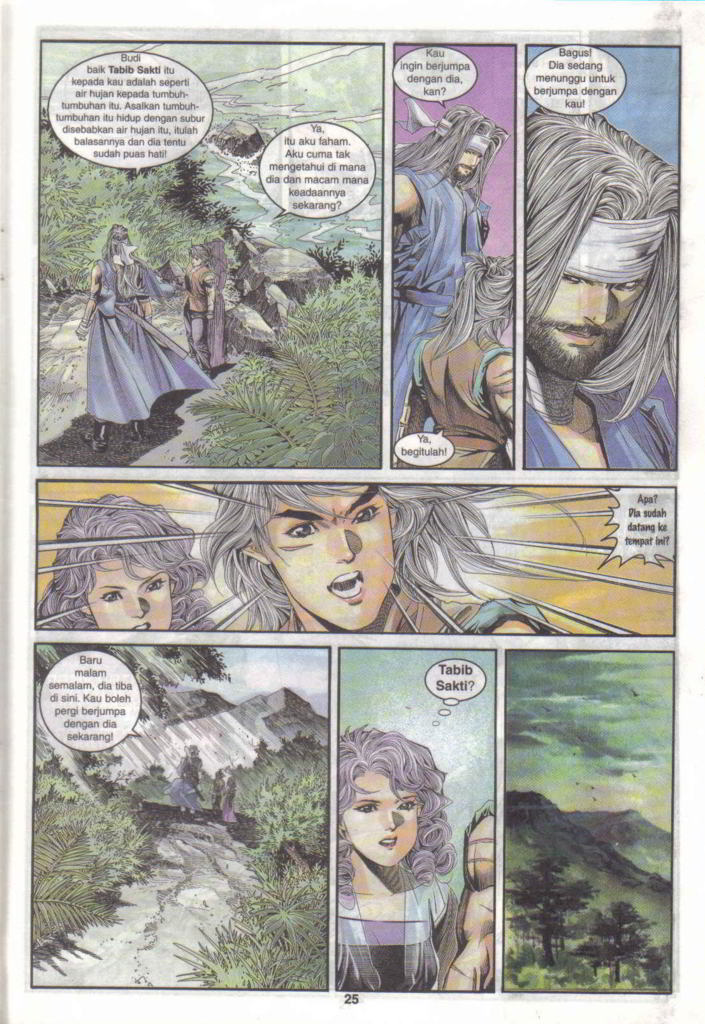 Budi
baik Tabib Sakti itu
kepada kau adalah seperti
air hujan kepada tumbuh-
tumbuhan itu. Asalkan tumbuh-
tumbuhan itu hidup dengan subur
disebabkan air hujan itu, itulah
balasannya dan dia tentu
sudah puas hati!
Ya,
itu aku faham.
Aku cuma tak
mengetahui di mana
dia dan macam mana
keadaannya
sekarang?
Kau
ingin berjumpa
dengan dia,
kan?
Ya,
begitulah!
Bagus!
Dia sedang
menunggu untuk
berjumpa dengan
kau!
Apa?
Dia sudah
datang ke
tempat ini?
Baru
malam
semalam, dia tiba
di sini. Kau boleh
pergi berjumpa
dengan dia
sekarang!
Tabib
Sakti?
25